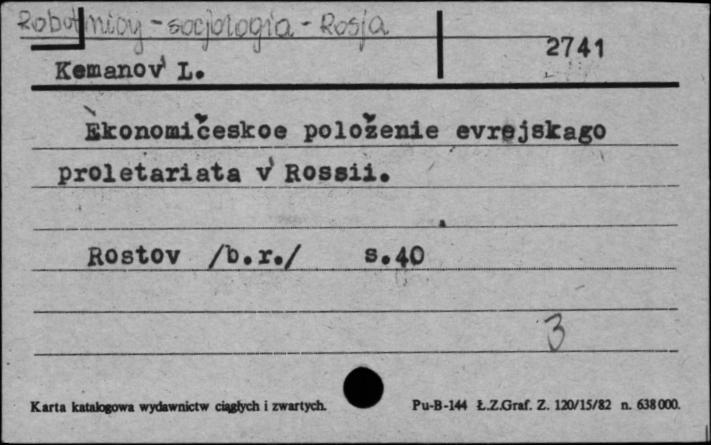 Robotnicy - socjologia - Rosja
2741
Kemanov' L.
Èkonomičeskoe položenie evrejskago
proletariata v' Rossii.
Rostov /b.r./ s.40
3
Karta katalogowa wydawnictw ciągłych i zwartych. Pu-B-144 Ł.Z.Graf. Z. 120/15/82 n. 638000.